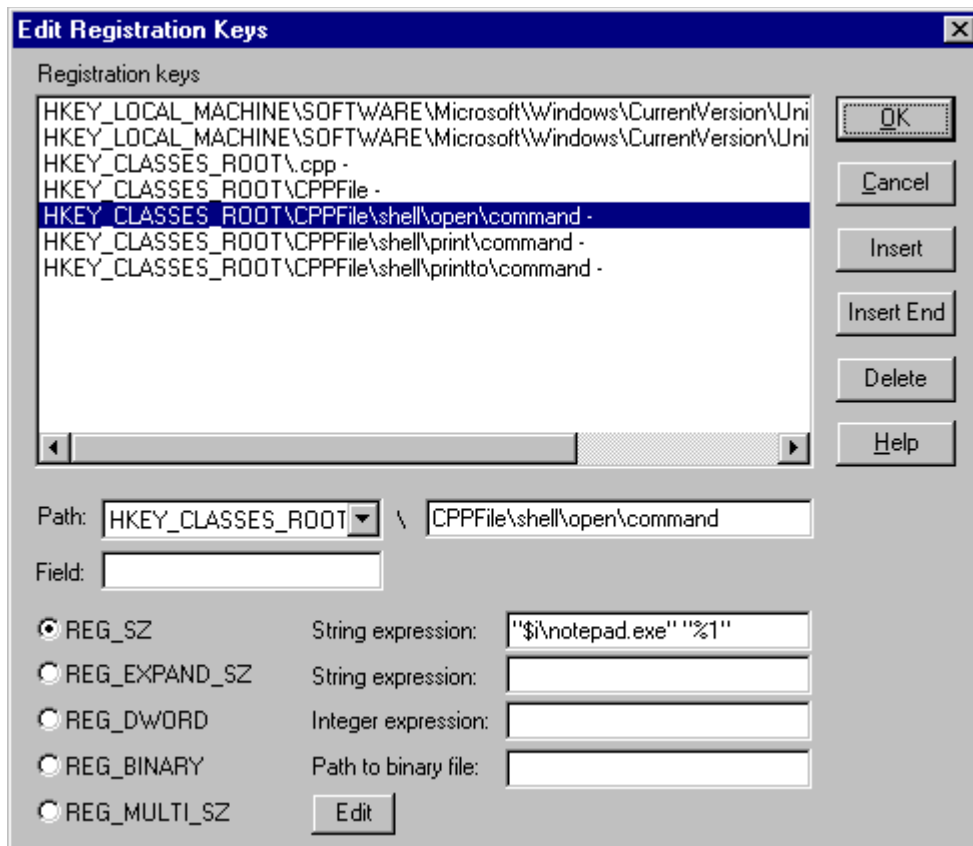 Edit Registration Keys
Registration keys
HKEY_LOCAL_MACHINE\SOFTWARE\Microsoft\Windows\CurrentVersion\Uni
HKEY_LOCAL_MACHINE\SOFTWARE\Microsoft\Windows\CurrentVersion\Uni
HKEY_CLASSES_ROOT\.cpp -
HKEY_CLASSES_ROOT\CPPFile -
HKEY_CLASSES_ROOT\CPPFile\shell\open\command -
HKEY_CLASSES_ROOT\CPPFile\shell\print\command -
HKEY_CLASSES_ROOT\CPPFile\shell\printto\command -
OK
Cancel
Insert
Insert End
Delete
Help
Path: HKEY_CLASSES_ROOT \ CPPFile\shell\open\command
Field:
REG_SZ String expression: "$i\notepad.exe" "%1"
REG_EXPAND_SZ String expression:
REG_DWORD Integer expression:
REG_BINARY Path to binary file:
REG_MULTI_SZ Edit